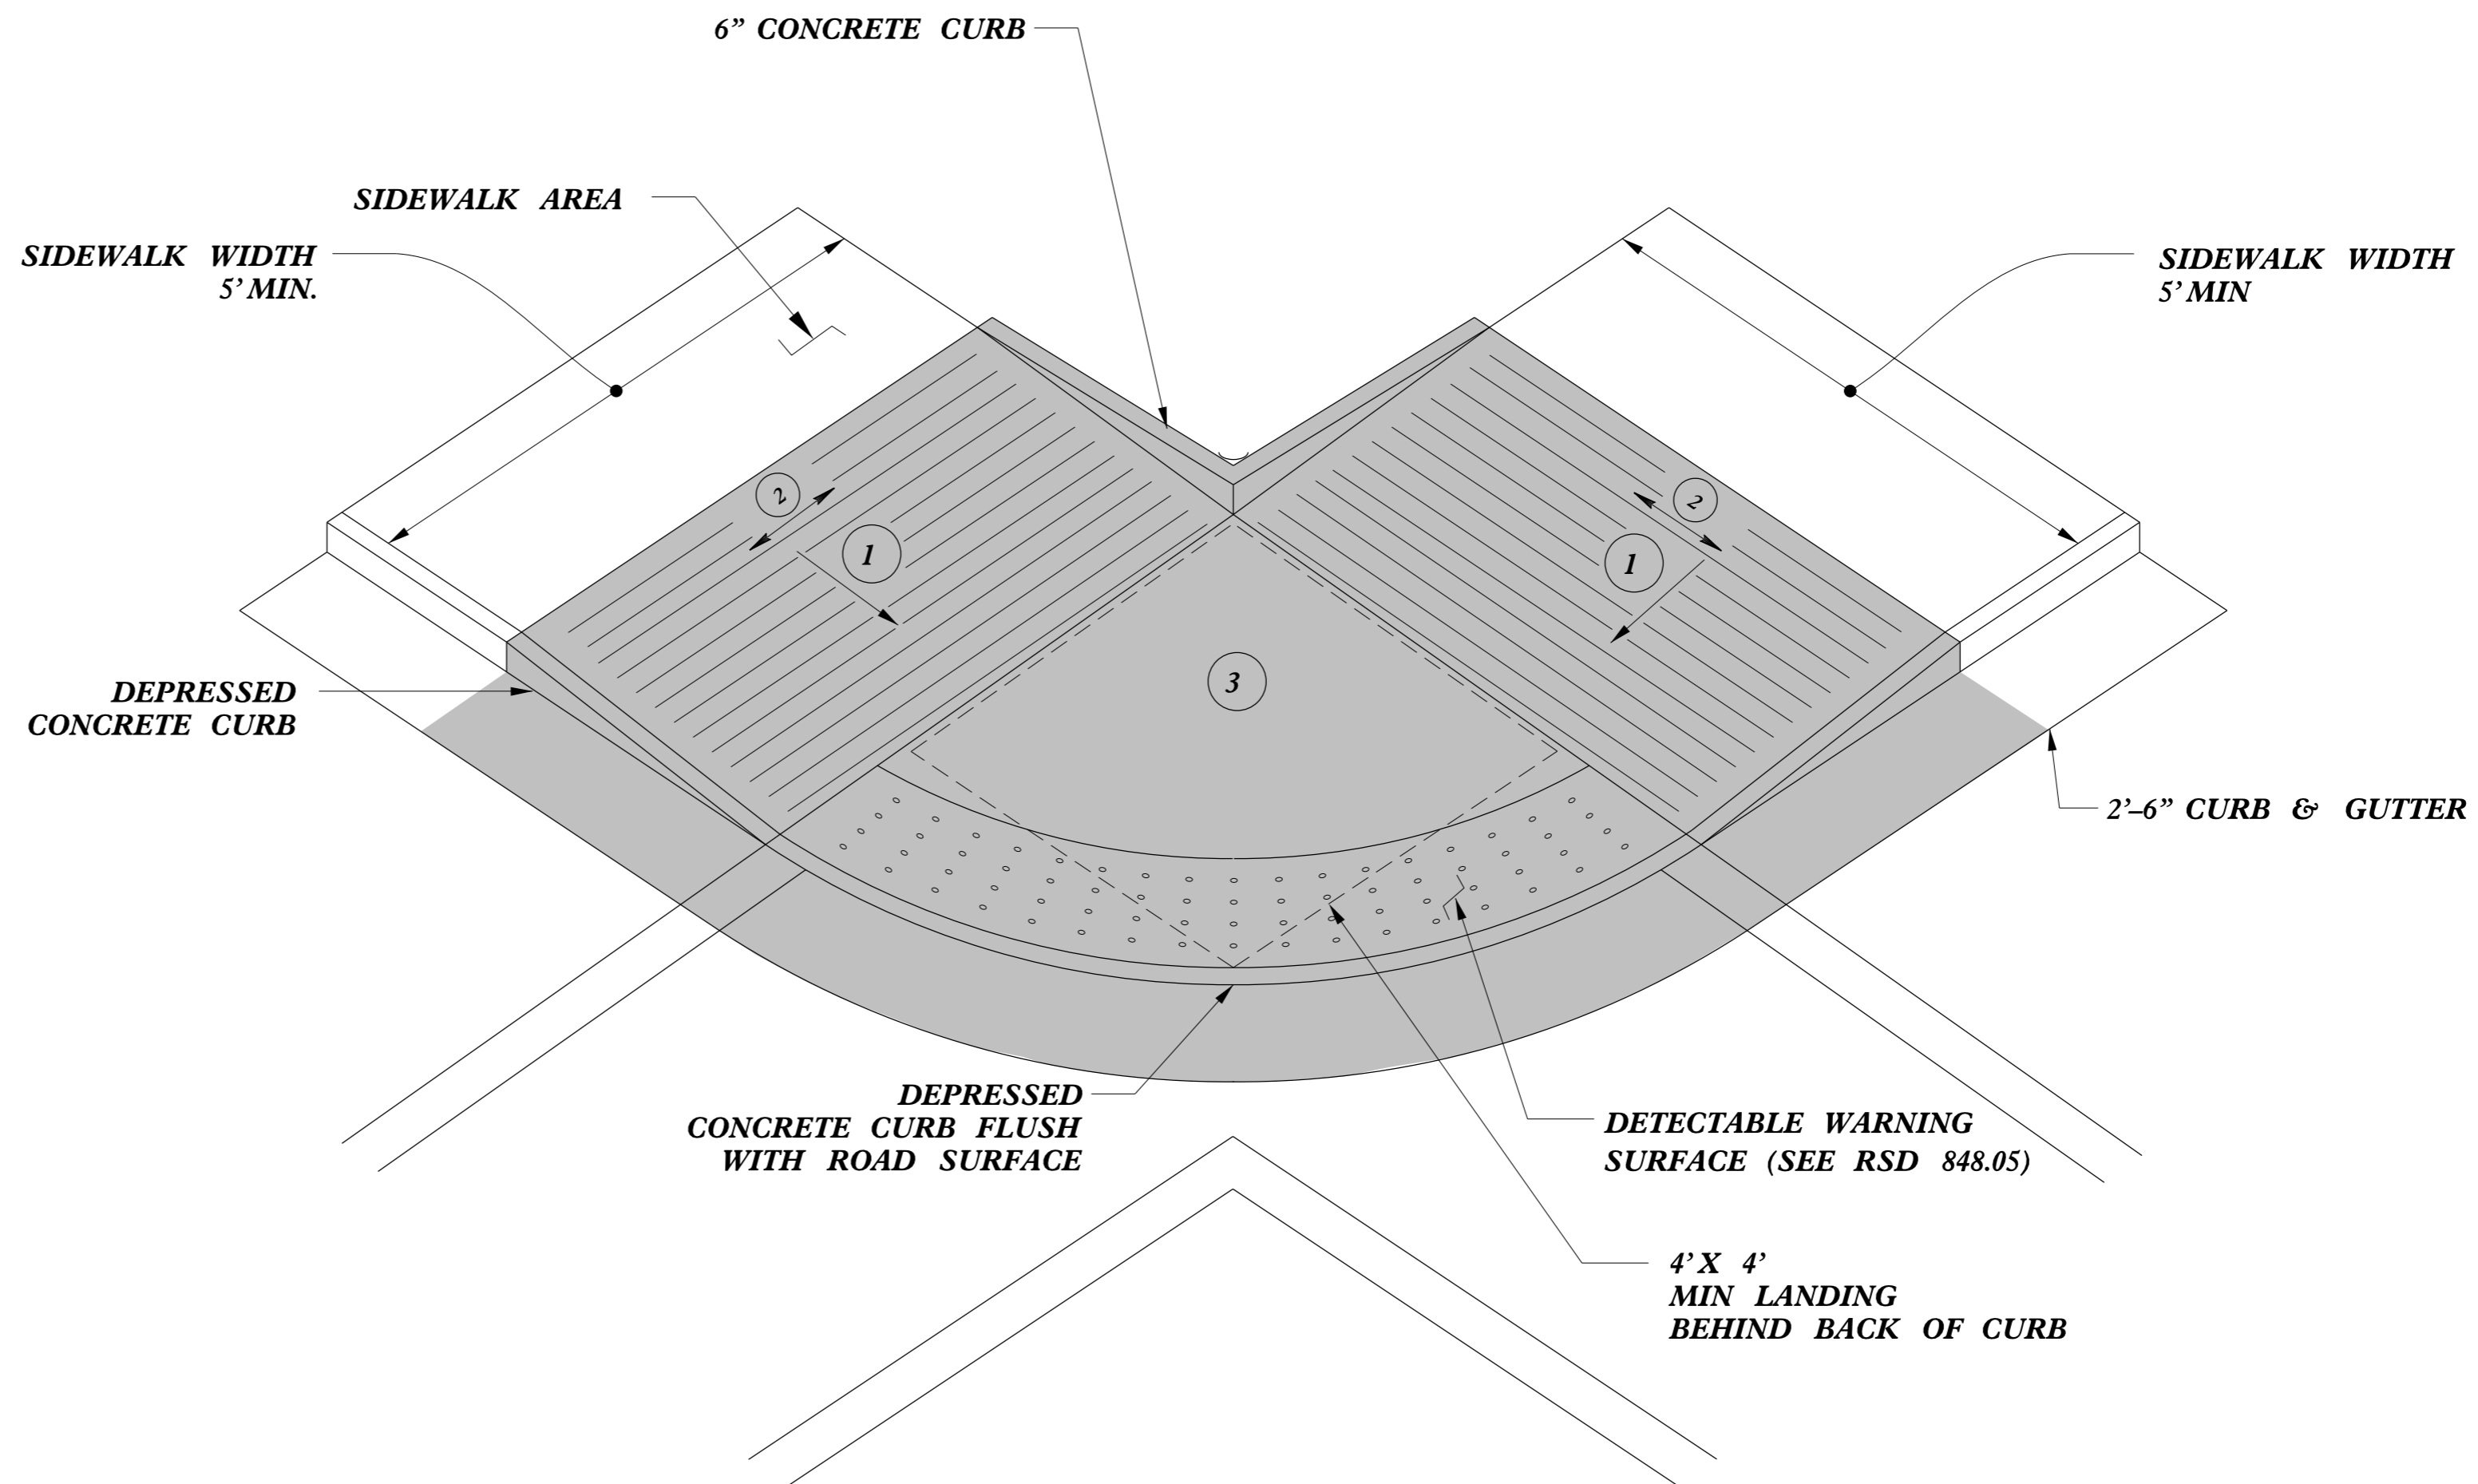 6” CONCRETE CURB
SIDEWALK AREA
SIDEWALK WIDTH
5’ MIN.
SIDEWALK WIDTH
5’ MIN
2
1
2
1
3
DEPRESSED
CONCRETE CURB
2’–6” CURB & GUTTER
DEPRESSED
CONCRETE CURB FLUSH
WITH ROAD SURFACE
DETECTABLE WARNING
SURFACE (SEE RSD 848.05)
4’ X 4’
MIN LANDING
BEHIND BACK OF CURB